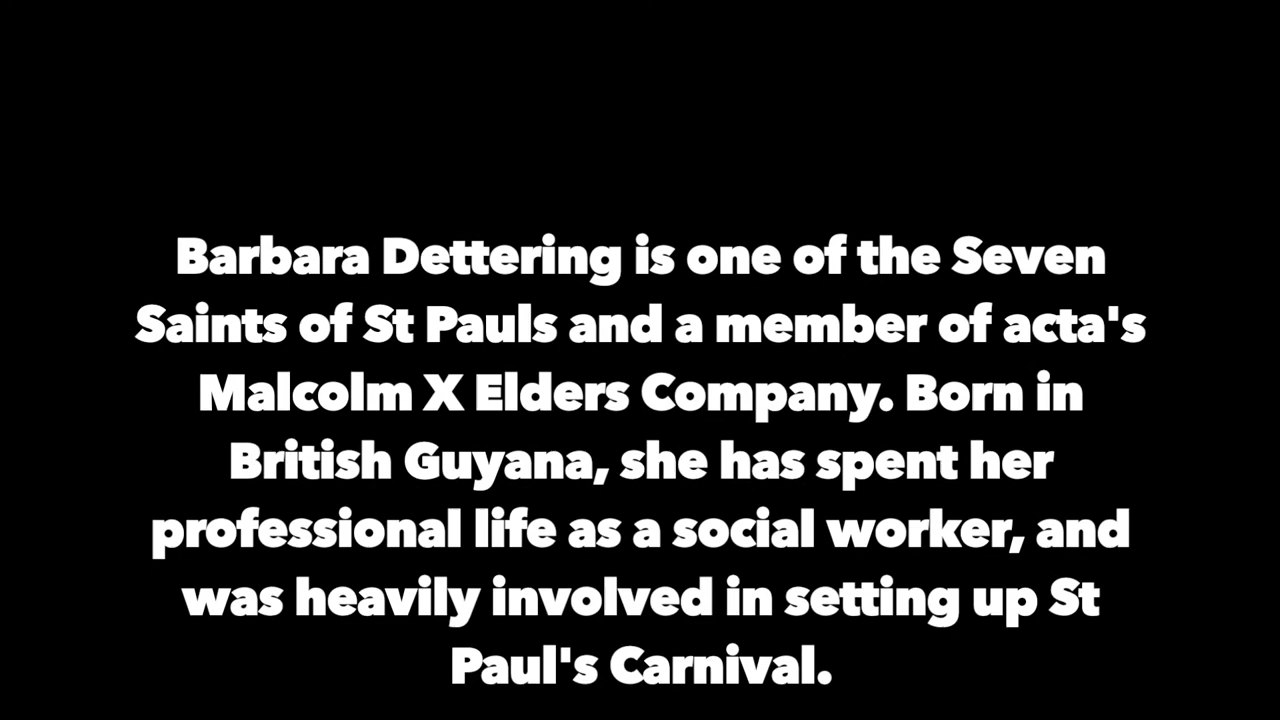 Barbara Dettering is one of the Seven
Saints of St Pauls and a member of acta's
Malcolm X Elders Company. Born in
British Guyana, she has spent her
professional life as a social worker, and
was heavily involved in setting up St
Paul's Carnival.